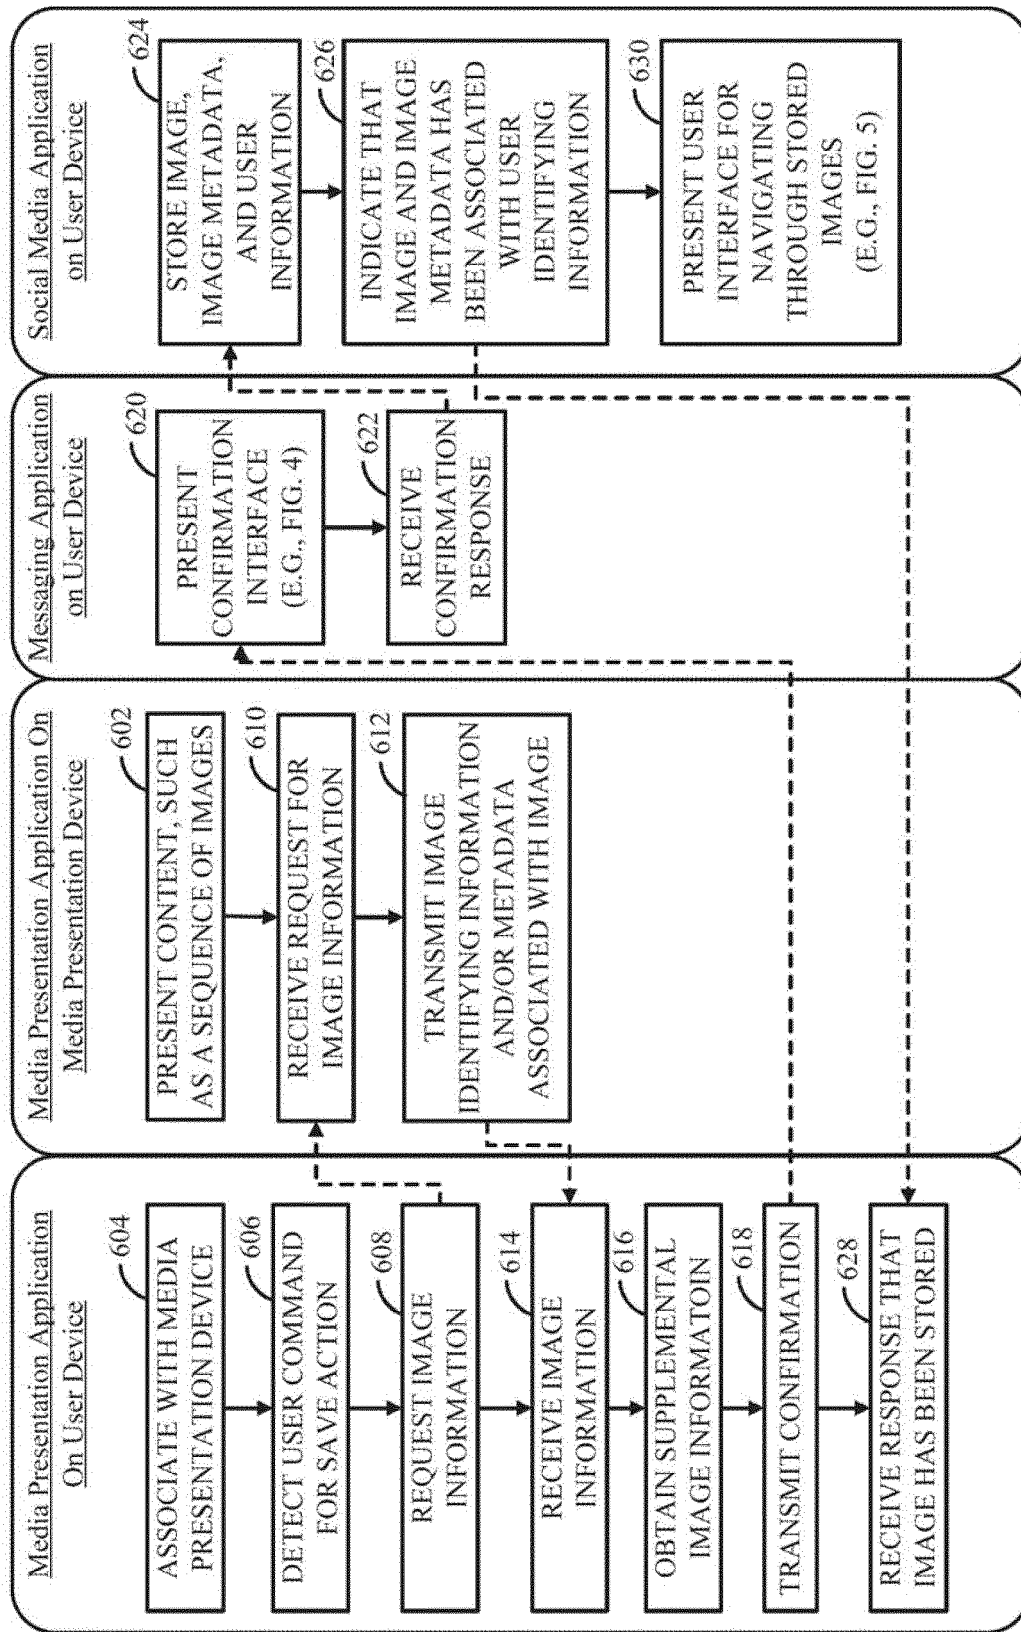 Media Presentation Application
On User Device
604
ASSOCIATE WITH MEDIA
PRESENTATION DEVICE
606
DETECT USER COMMAND
FOR SAVE ACTION
608
REQUEST IMAGE
INFORMATION
614
RECEIVE IMAGE
INFORMATION
616
OBTAIN SUPPLEMENTAL
IMAGE INFORMATOIN
618
TRANSMIT CONFIRMATION
628
RECEIVE RESPONSE THAT
IMAGE HAS BEEN STORED
Media Presentation Application On
Media Presentation Device
602
PRESENT CONTENT, SUCH
AS A SEQUENCE OF IMAGES
610
RECEIVE REQUEST FOR
IMAGE INFORMATION
612
TRANSMIT IMAGE
IDENTIFYING INFORMATION
AND/OR METADATA
ASSOCIATED WITH IMAGE
Messaging Application
on User Device
620
PRESENT
CONFIRMATION
INTERFACE
(E.G., FIG. 4)
622
RECEIVE
CONFIRMATION
RESPONSE
Social Media Application
on User Device
624
STORE IMAGE,
IMAGE METADATA,
AND USER
INFORMATION
626
INDICATE THAT
IMAGE AND IMAGE
METADATA HAS
BEEN ASSOCIATED
WITH USER
IDENTIFYING
INFORMATION
630
PRESENT USER
INTERFACE FOR
NAVIGATING
THROUGH STORED
IMAGES
(E.G., FIG. 5)